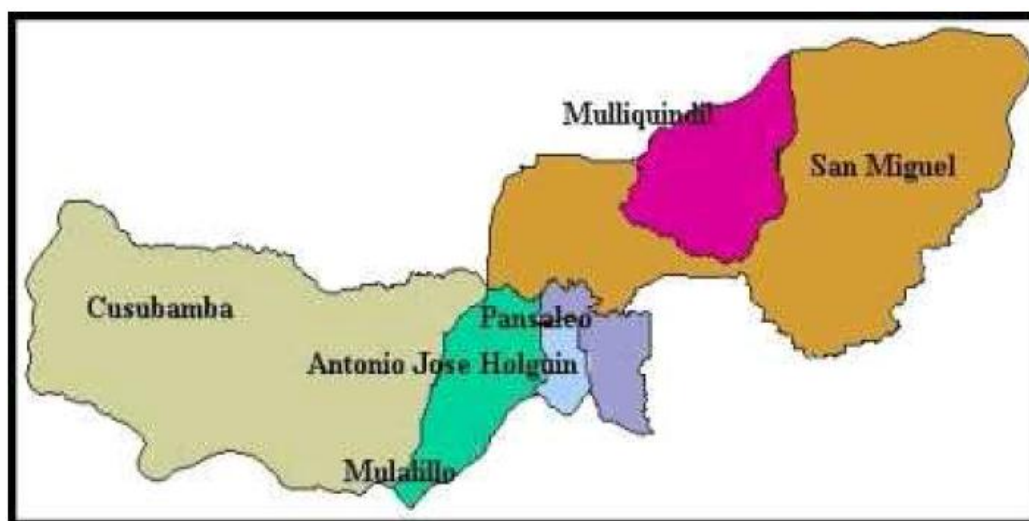 Mulliquindil
San Miguel
Cusubamba
Pansaleo
Antonio Jose Holguin
Mulalillo